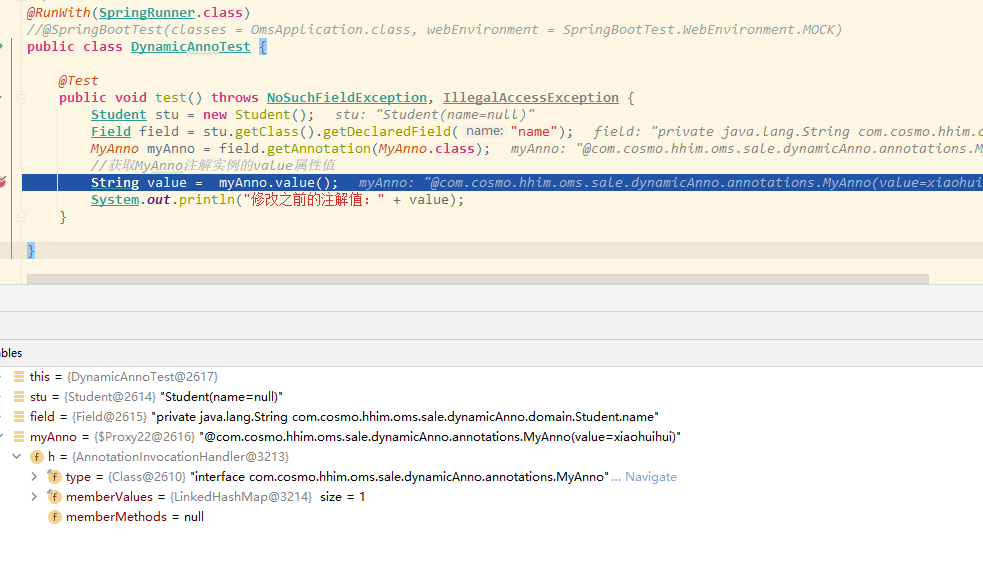 @RunWith(SpringRunner.class)
//@SpringBootTest(classes = OmsApplication.class, webEnvironment = SpringBootTest.WebEnvironment.MOCK)
public class DynamicAnnoTest {
@Test
public void test() throws NoSuchFieldException, IllegalAccessException {
Student stu = new Student(); stu: "Student(name=null)"
Field field = stu.getClass().getDeclaredField( name: "name"); field: "private java.lang.String com.cosmo.hhim.o
MyAnno myAnno = field.getAnnotation(MyAnno.class); myAnno: "@com.cosmo.hhim.oms.sale.dynamicAnno.annotations.M
//获取MyAnno注解实例的value属性值
String value = myAnno.value(); myAnno: "@com.cosmo.hhim.oms.sale.dynamicAnno.annotations.MyAnno(value=xiaohui
System.out.println("修改之前的注解值：" + value);
}
}
bles
this = {DynamicAnnoTest@2617}
stu = {Student@2614} "Student(name=null)"
field = {Field@2615} "private java.lang.String com.cosmo.hhim.oms.sale.dynamicAnno.domain.Student.name"
myAnno = {$Proxy22@2616} "@com.cosmo.hhim.oms.sale.dynamicAnno.annotations.MyAnno(value=xiaohuihui)"
f h = {AnnotationInvocationHandler@3213}
f type = {Class@2610} "interface com.cosmo.hhim.oms.sale.dynamicAnno.annotations.MyAnno" ... Navigate
f memberValues = {LinkedHashMap@3214} size = 1
f memberMethods = null